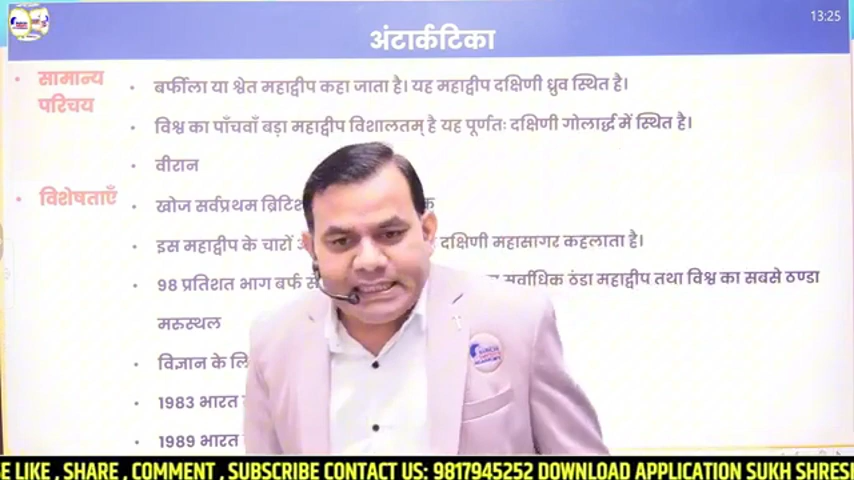 13:25
अंटार्कटिका
• सामान्य परिचय
• बर्फीला या श्वेत महाद्वीप कहा जाता है। यह महाद्वीप दक्षिणी ध्रुव स्थित है।
• विश्व का पाँचवाँ बड़ा महाद्वीप विशालतम् है यह पूर्णतः दक्षिणी गोलार्द्ध में स्थित है।
• वीरान
• विशेषताएँ
• खोज सर्वप्रथम
• इस महाद्वीप के चारों दक्षिणी महासागर कहलाता है।
• 98 प्रतिशत भाग बर्फ सर्वाधिक ठंडा महाद्वीप तथा विश्व का सबसे ठण्डा
मरुस्थल
• विज्ञान के
• 1983 भारत
• 1989 भारत
LIKE , SHARE , COMMENT , SUBSCRIBE CONTACT US: 9817945252 DOWNLOAD APPLICATION SUKH